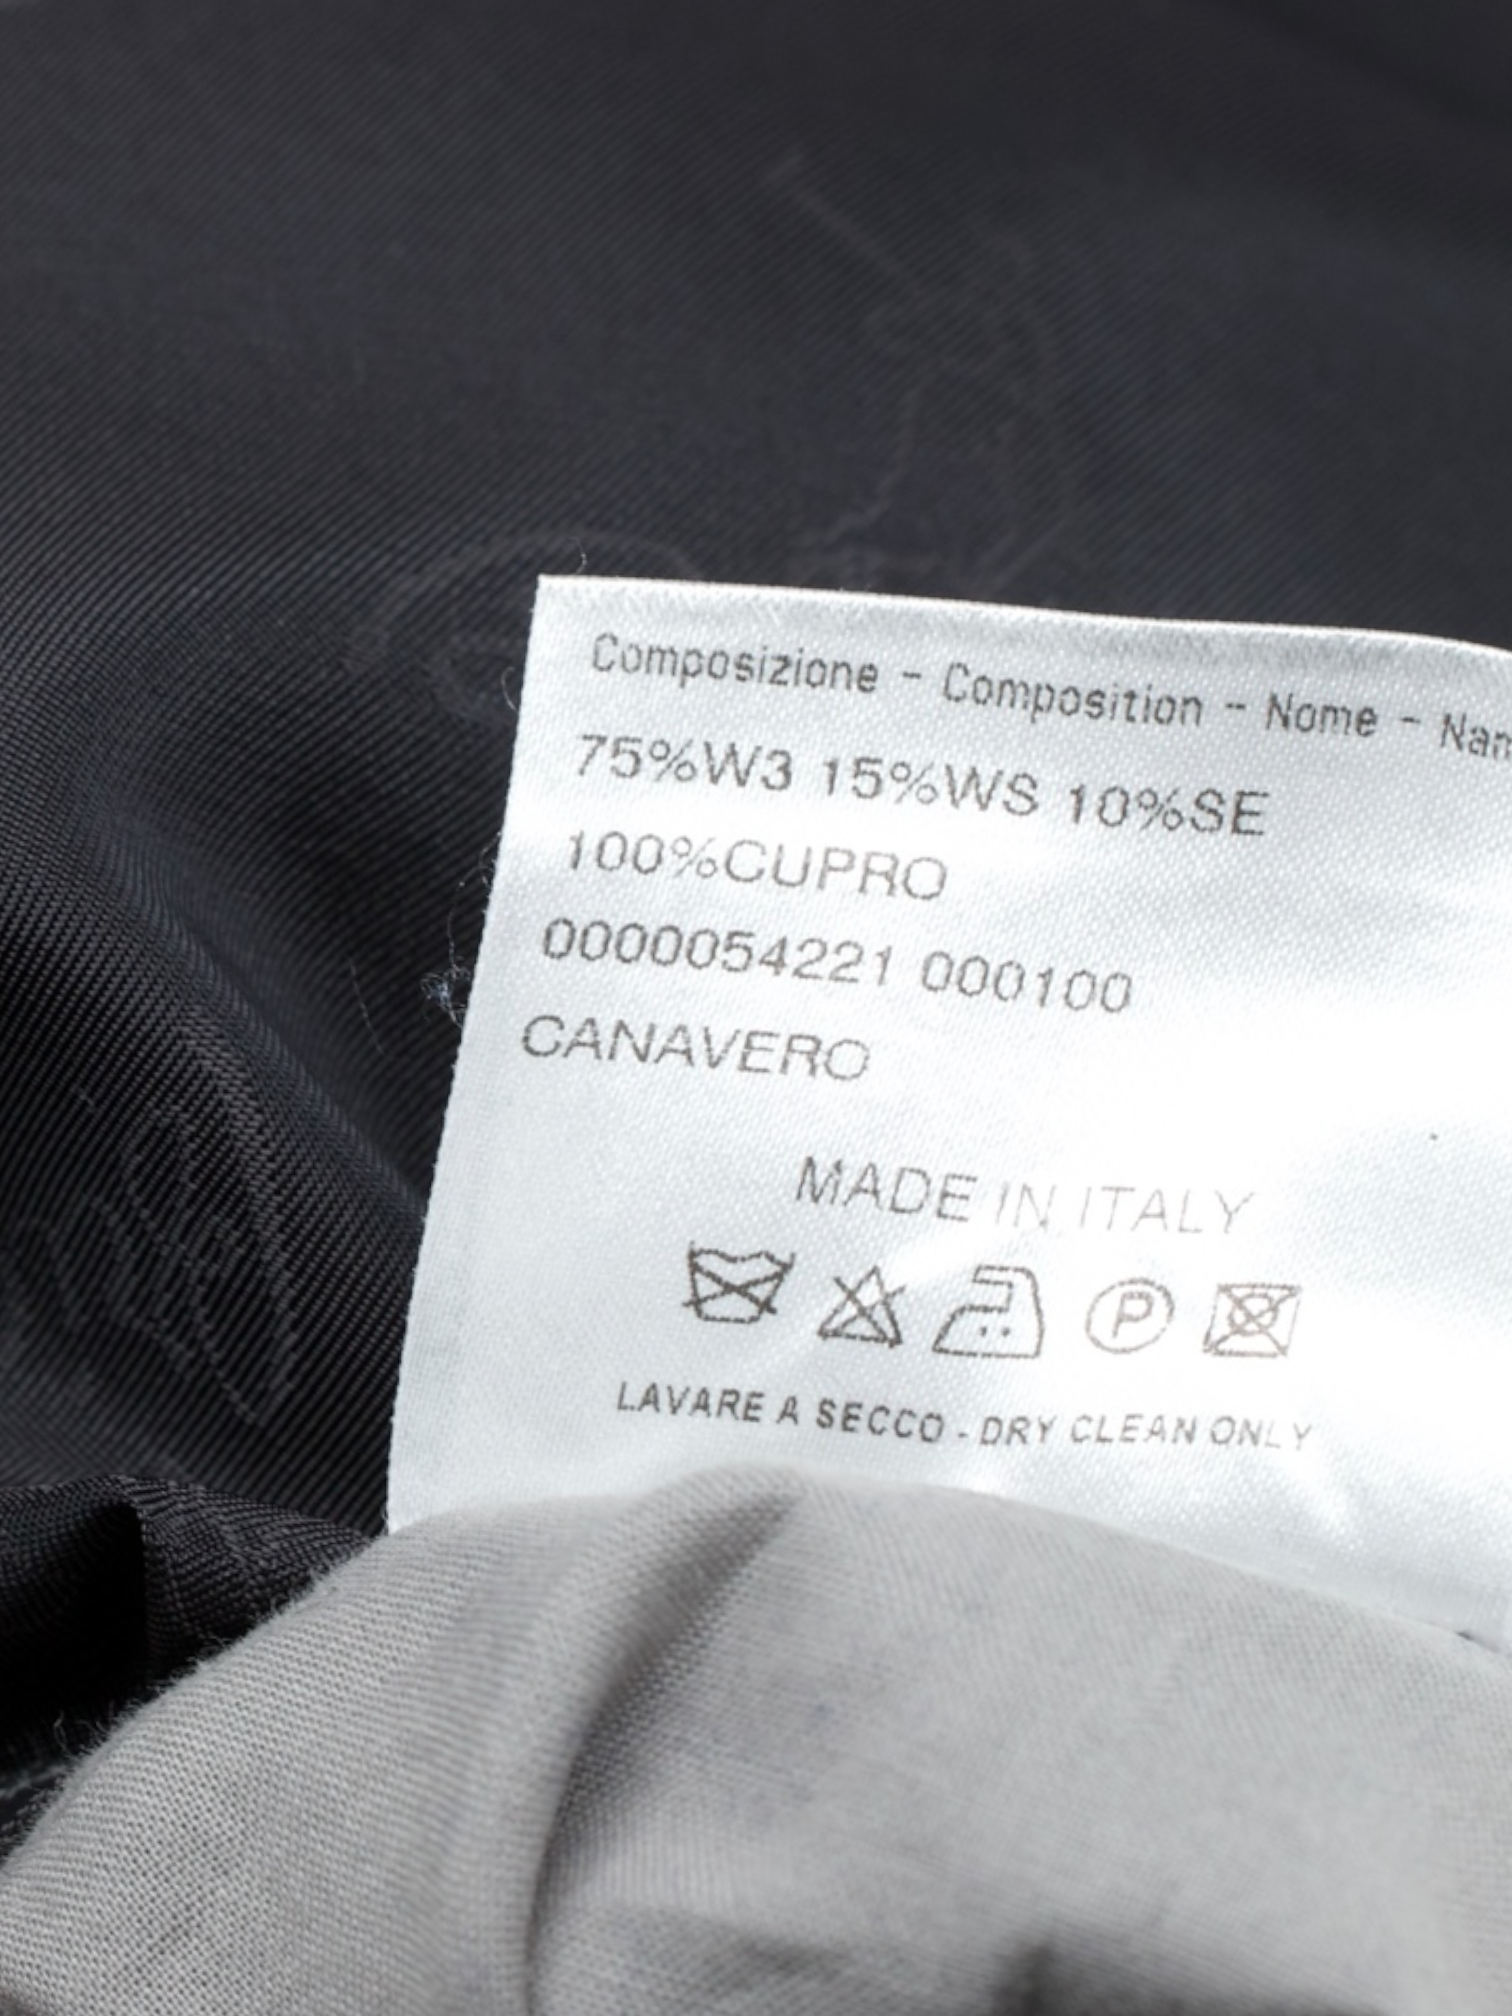 Composizione - Composition - Nome - Nam
75%W3 15%WS 10%SE
100%CUPRO
0000054221 000100
CANAVERO
MADE IN ITALY
P
LAVARE A SECCO - DRY CLEAN ONLY